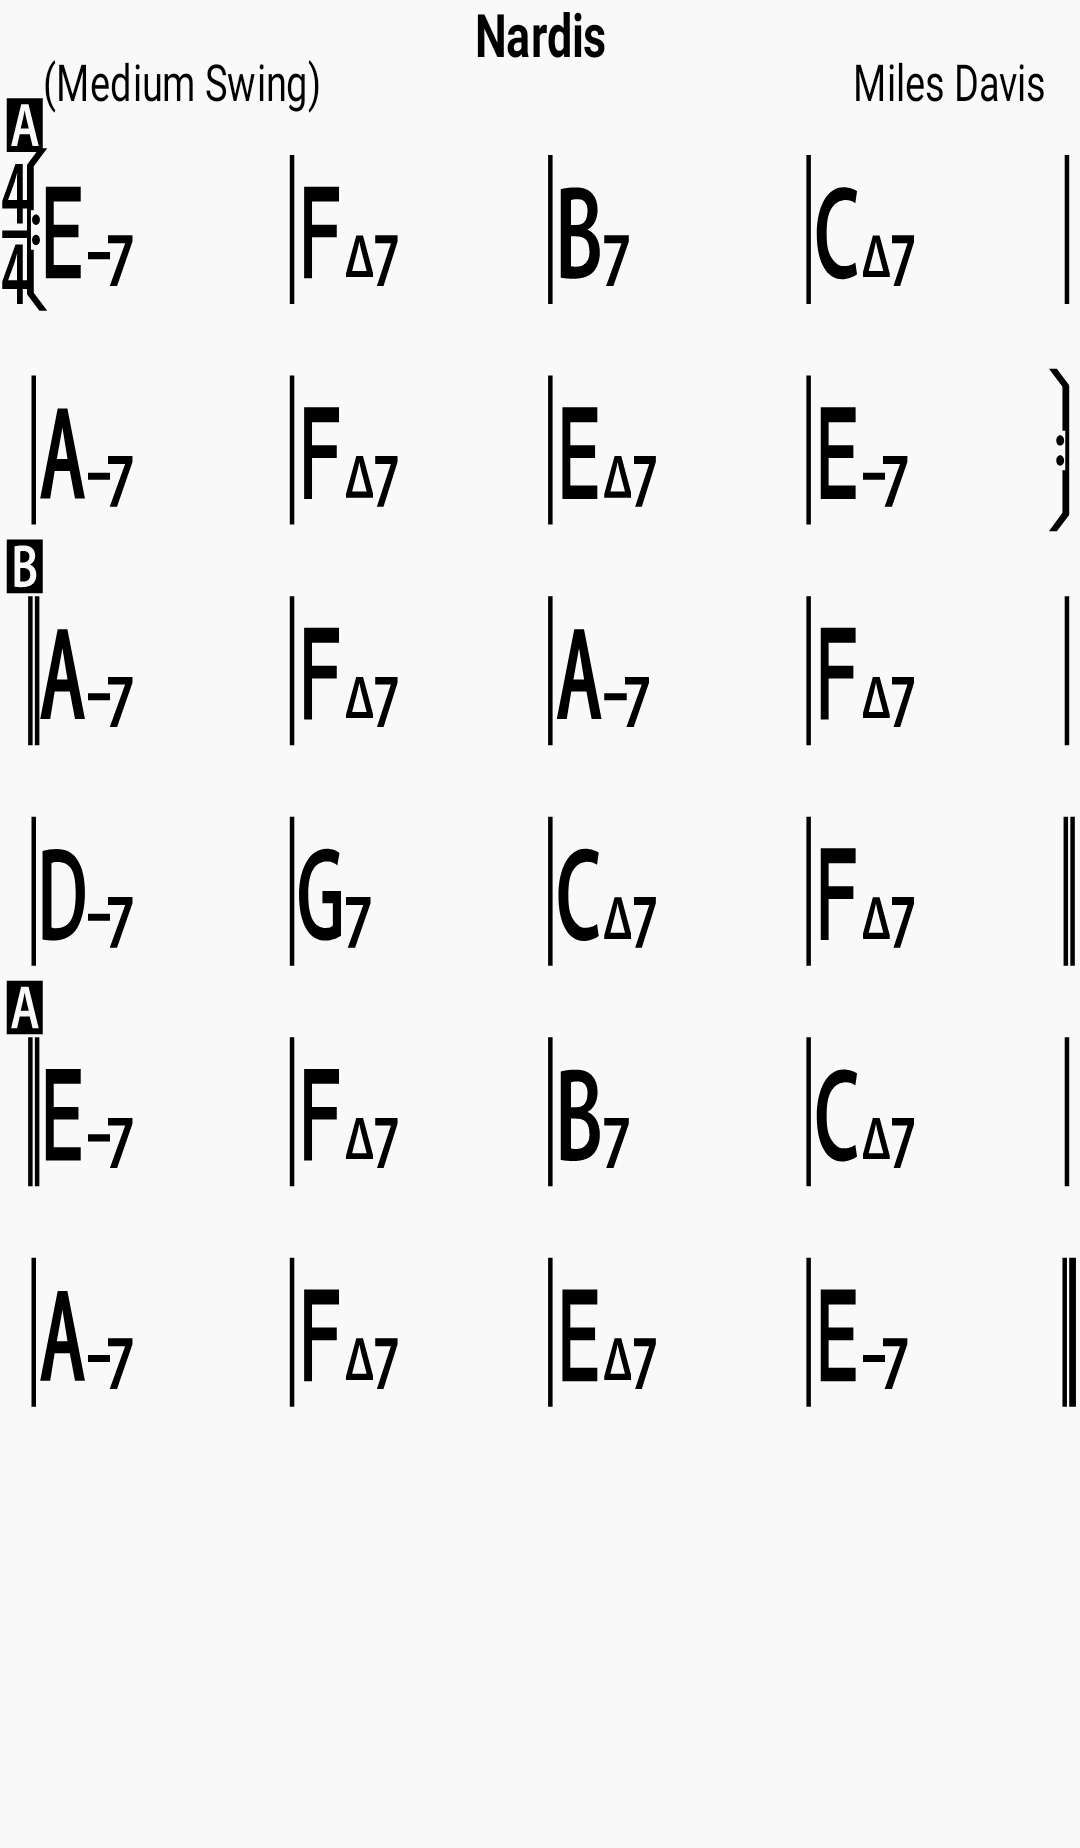 Nardis
(Medium Swing) Miles Davis
A
4/4 E–7 FΔ7 B7 CΔ7
A–7 FΔ7 EΔ7 E–7
B
A–7 FΔ7 A–7 FΔ7
D–7 G7 CΔ7 FΔ7
A
E–7 FΔ7 B7 CΔ7
A–7 FΔ7 EΔ7 E–7